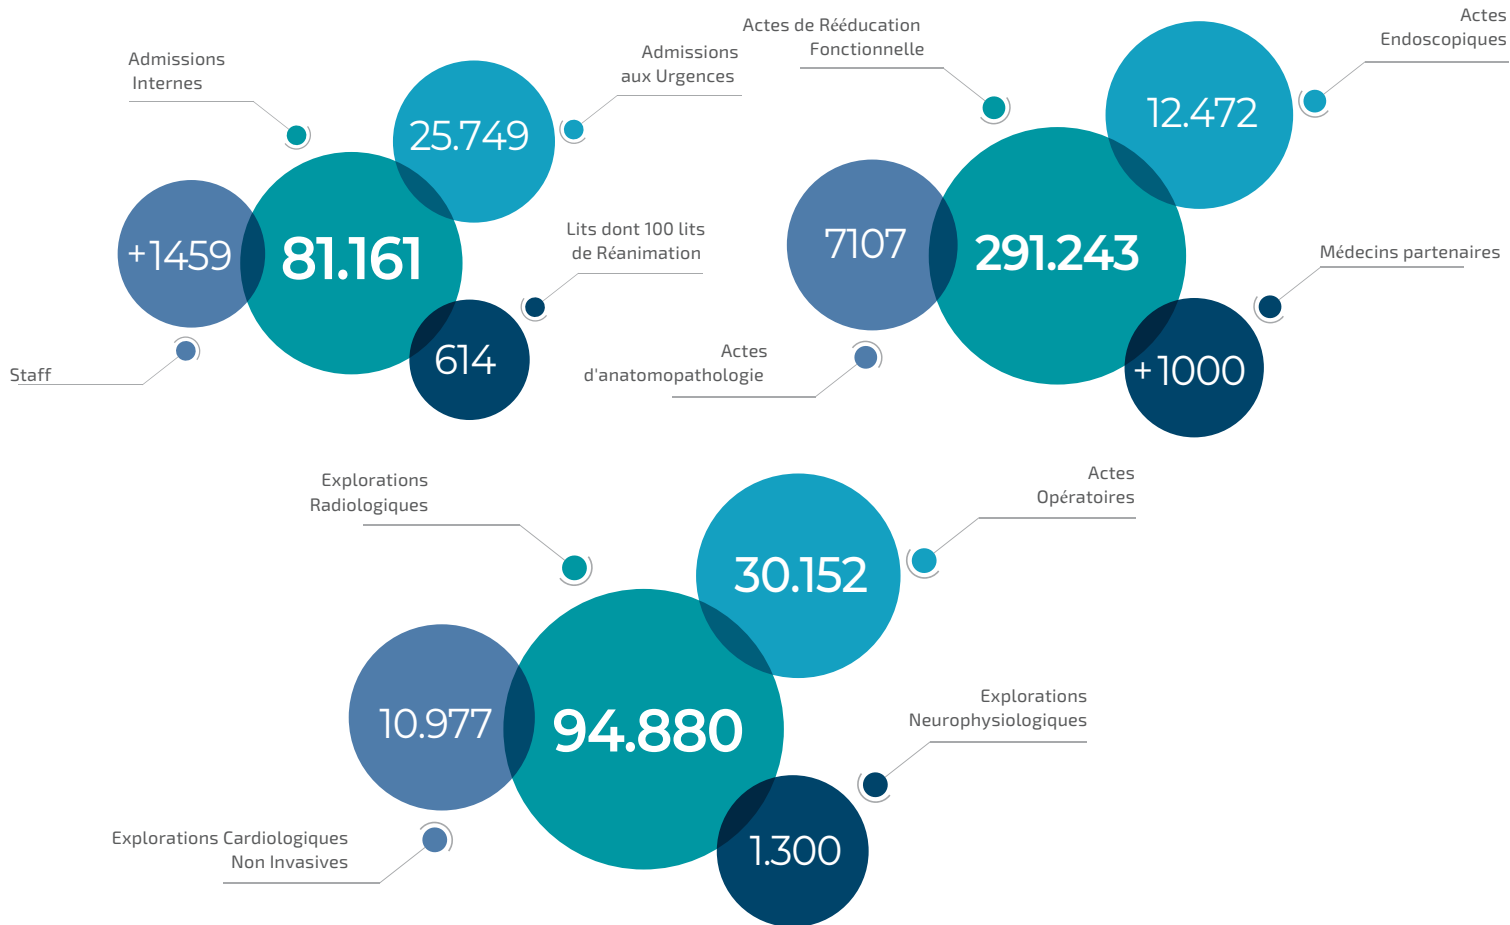 Admissions
Internes
Admissions
aux Urgences
25.749
+1459
81.161
Lits dont 100 lits
de Réanimation
614
Staff
Actes de Rééducation
Fonctionnelle
Actes
Endoscopiques
12.472
7107
291.243
Médecins partenaires
+1000
Actes
d'anatomopathologie
Explorations
Radiologiques
Actes
Opératoires
30.152
10.977
94.880
Explorations
Neurophysiologiques
1.300
Explorations Cardiologiques
Non Invasives